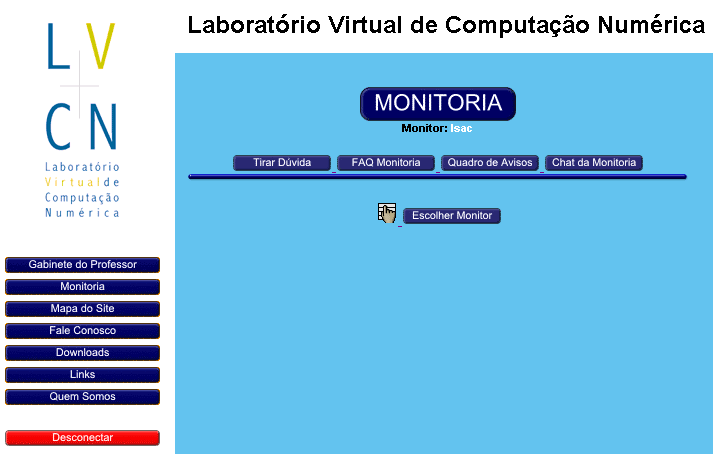 Laboratório Virtual de Computação Numérica
LV
CN
Laboratório
Virtual de
Computação
Numérica
MONITORIA
Monitor: Isac
Tirar Dúvida
FAQ Monitoria
Quadro de Avisos
Chat da Monitoria
Escolher Monitor
Gabinete do Professor
Monitoria
Mapa do Site
Fale Conosco
Downloads
Links
Quem Somos
Desconectar